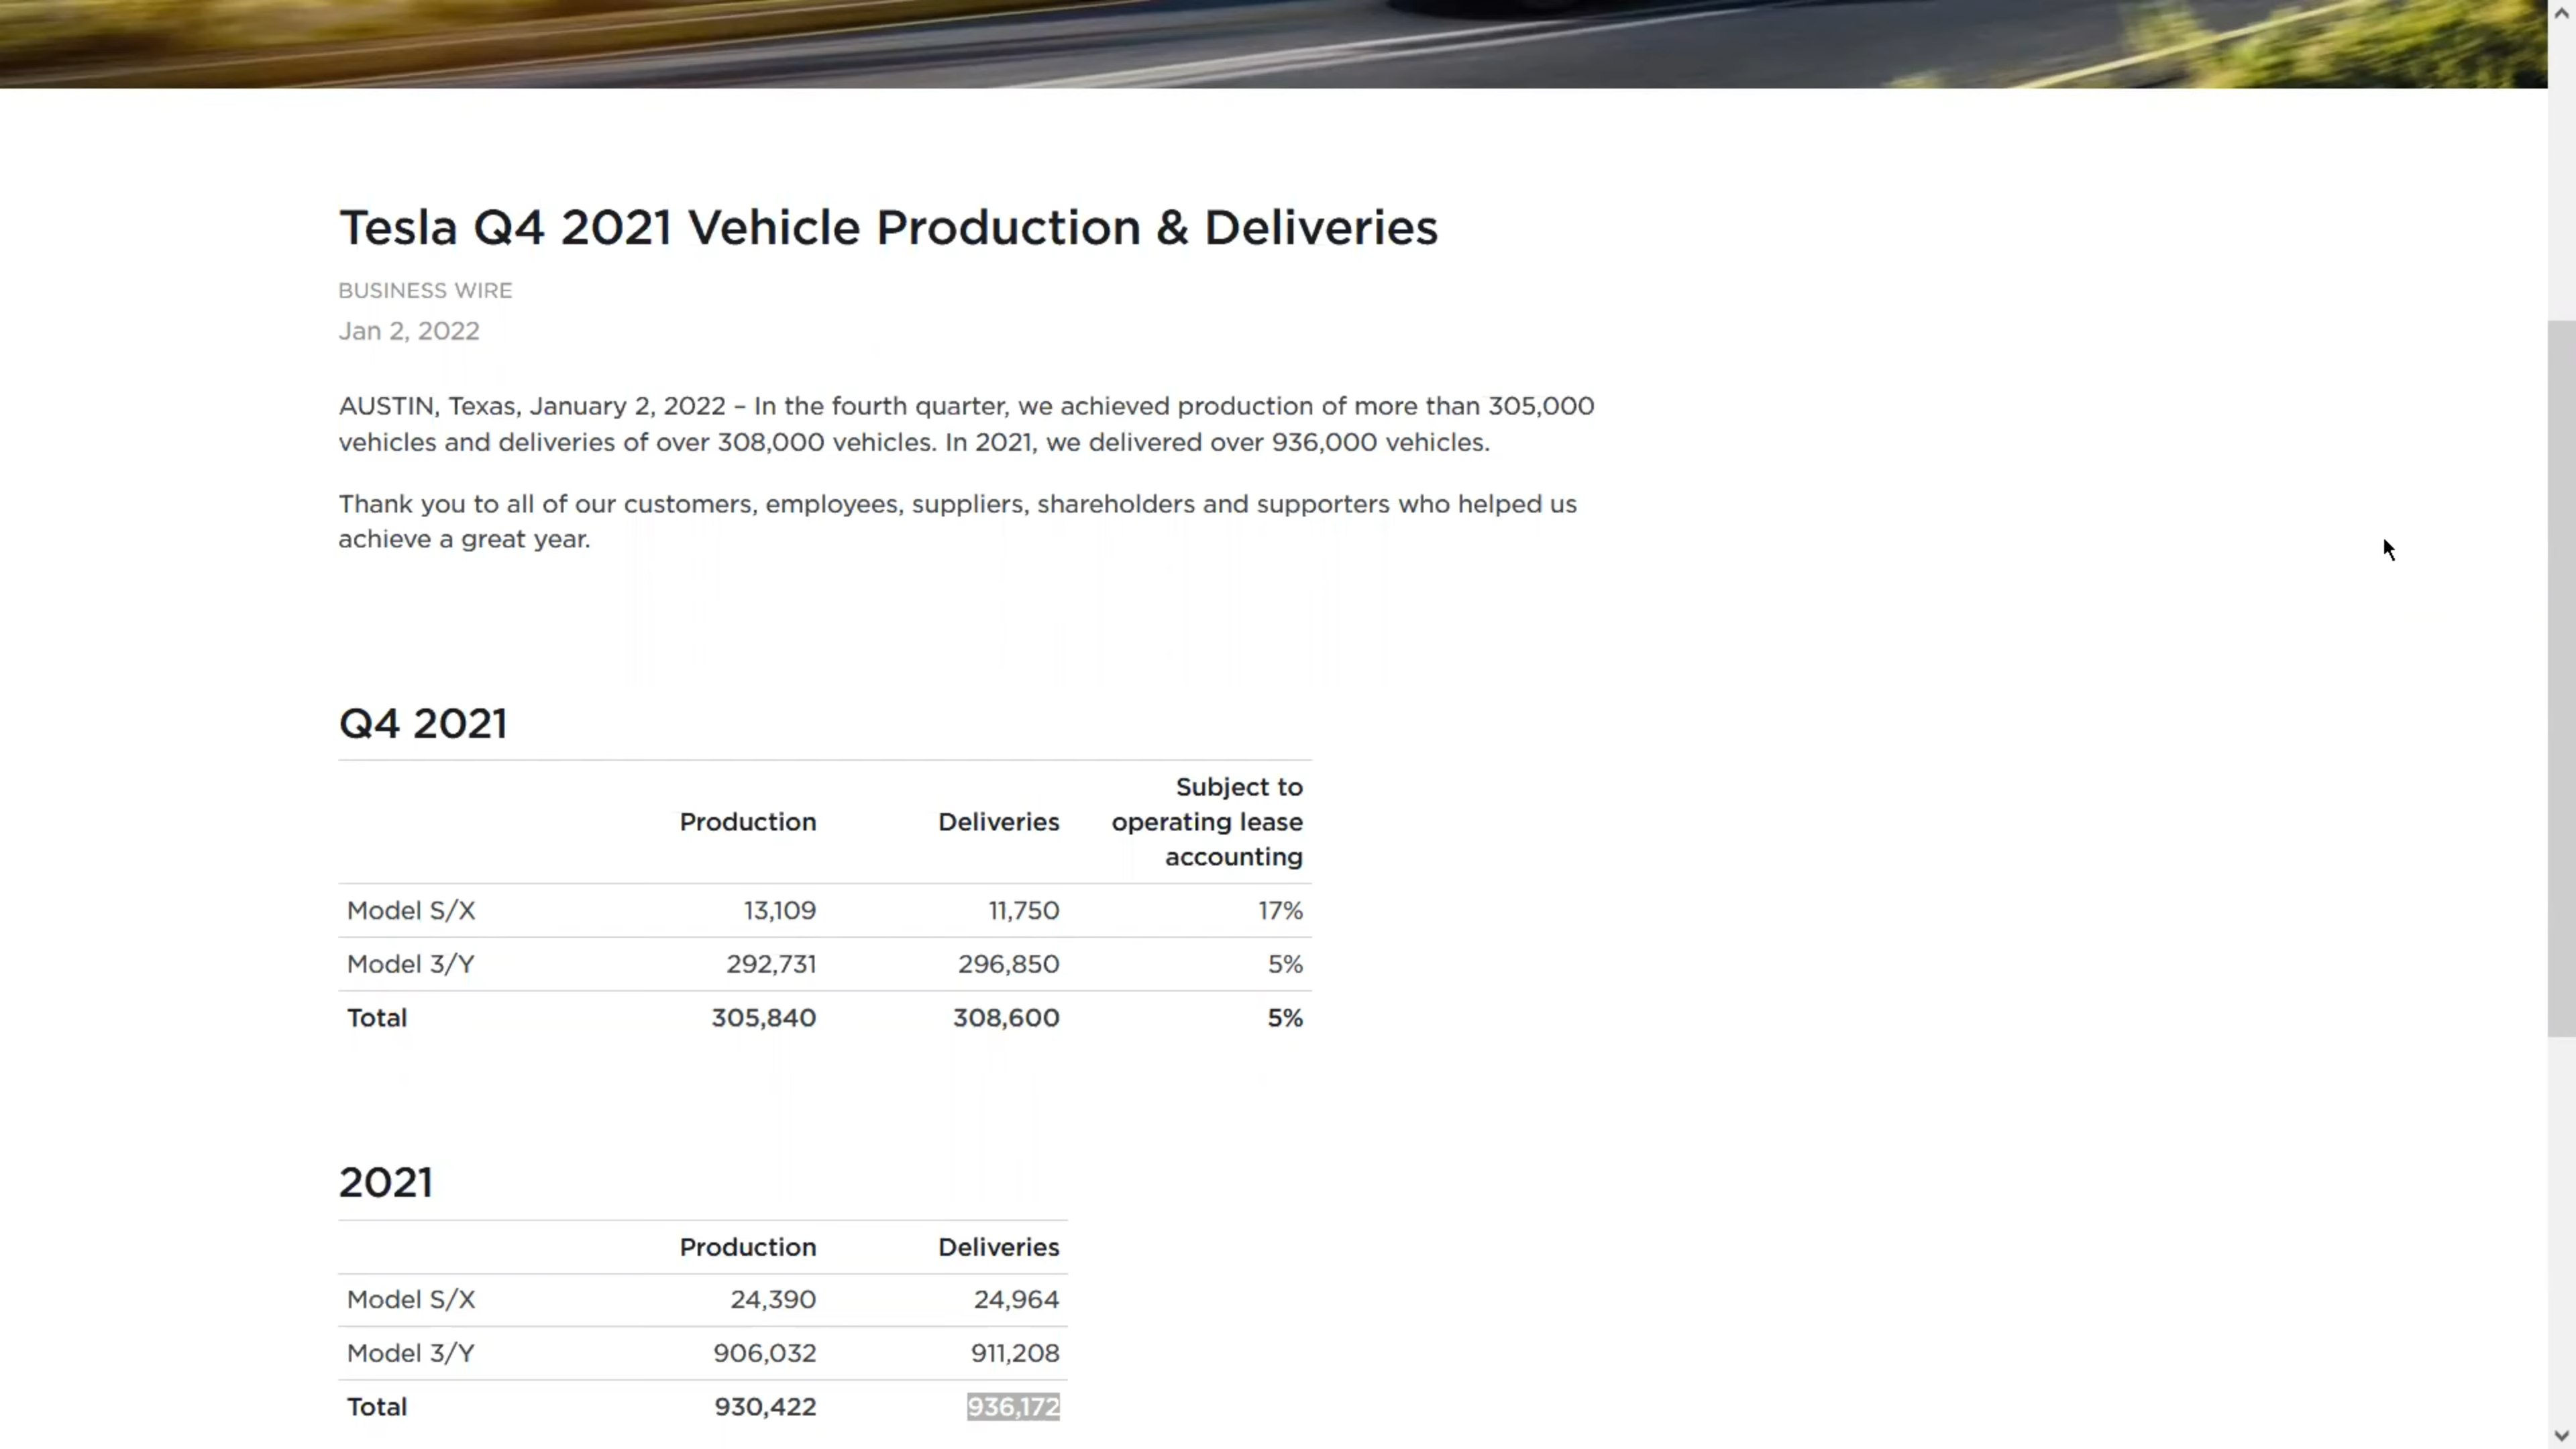 Tesla Q4 2021 Vehicle Production & Deliveries
BUSINESS WIRE
Jan 2, 2022
AUSTIN, Texas, January 2, 2022 – In the fourth quarter, we achieved production of more than 305,000
vehicles and deliveries of over 308,000 vehicles. In 2021, we delivered over 936,000 vehicles.
Thank you to all of our customers, employees, suppliers, shareholders and supporters who helped us
achieve a great year.
Q4 2021
Production Deliveries Subject to operating lease accounting
Model S/X 13,109 11,750 17%
Model 3/Y 292,731 296,850 5%
Total 305,840 308,600 5%
2021
Production Deliveries
Model S/X 24,390 24,964
Model 3/Y 906,032 911,208
Total 930,422 936,172